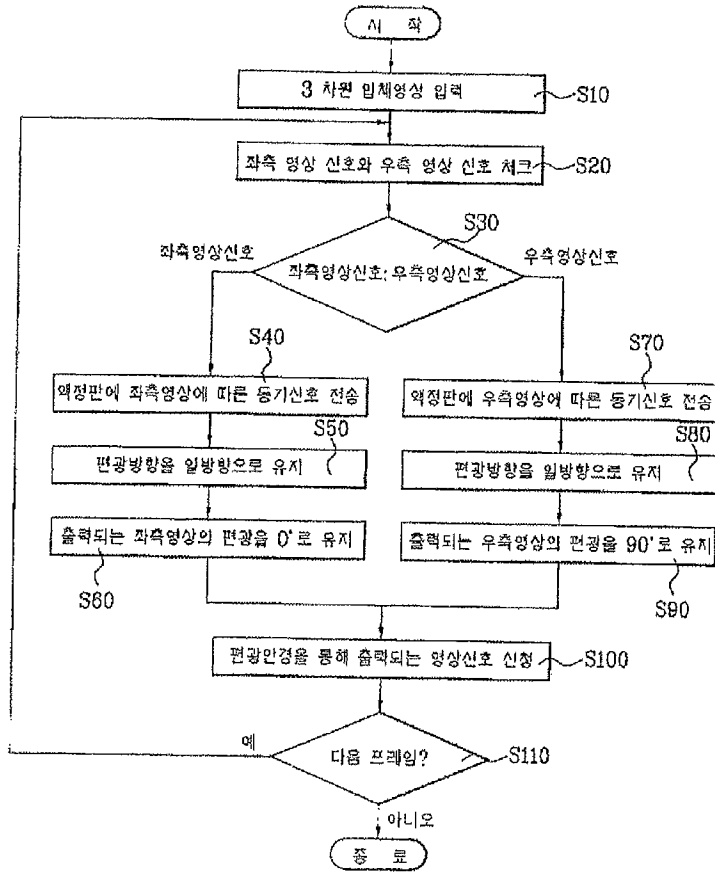 시 작
3 차원 입체영상 입력
S10
좌측 영상 신호와 우측 영상 신호 체크
S20
S30
좌측영상신호
좌측영상신호:우측영상신호
우측영상신호
S40
액정판에 좌측영상에 따른 동기신호 전송
S70
액정판에 우측영상에 따른 동기신호 전송
S50
편광방향을 일방향으로 유지
S80
편광방향을 일방향으로 유지
출력되는 좌측영상의 편광을 0°로 유지
S60
출력되는 우측영상의 편광을 90°로 유지
S90
편광안경을 통해 출력되는 영상신호 신청
S100
예
다음 프레임?
S110
아니오
종 료